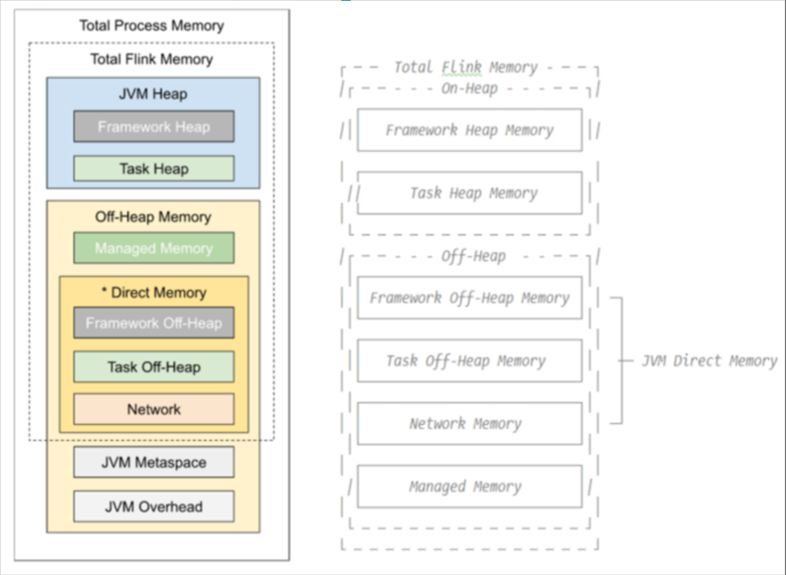 Total Process Memory
Total Flink Memory
JVM Heap
Framework Heap
Task Heap
Off-Heap Memory
Managed Memory
* Direct Memory
Framework Off-Heap
Task Off-Heap
Network
JVM Metaspace
JVM Overhead
Total Flink Memory
On-Heap
Framework Heap Memory
Task Heap Memory
Off-Heap
Framework Off-Heap Memory
Task Off-Heap Memory
Network Memory
Managed Memory
JVM Direct Memory